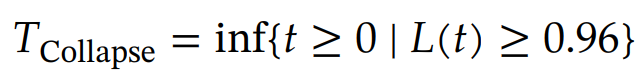 T_Collapse = inf{t ≥ 0 | L(t) ≥ 0.96}